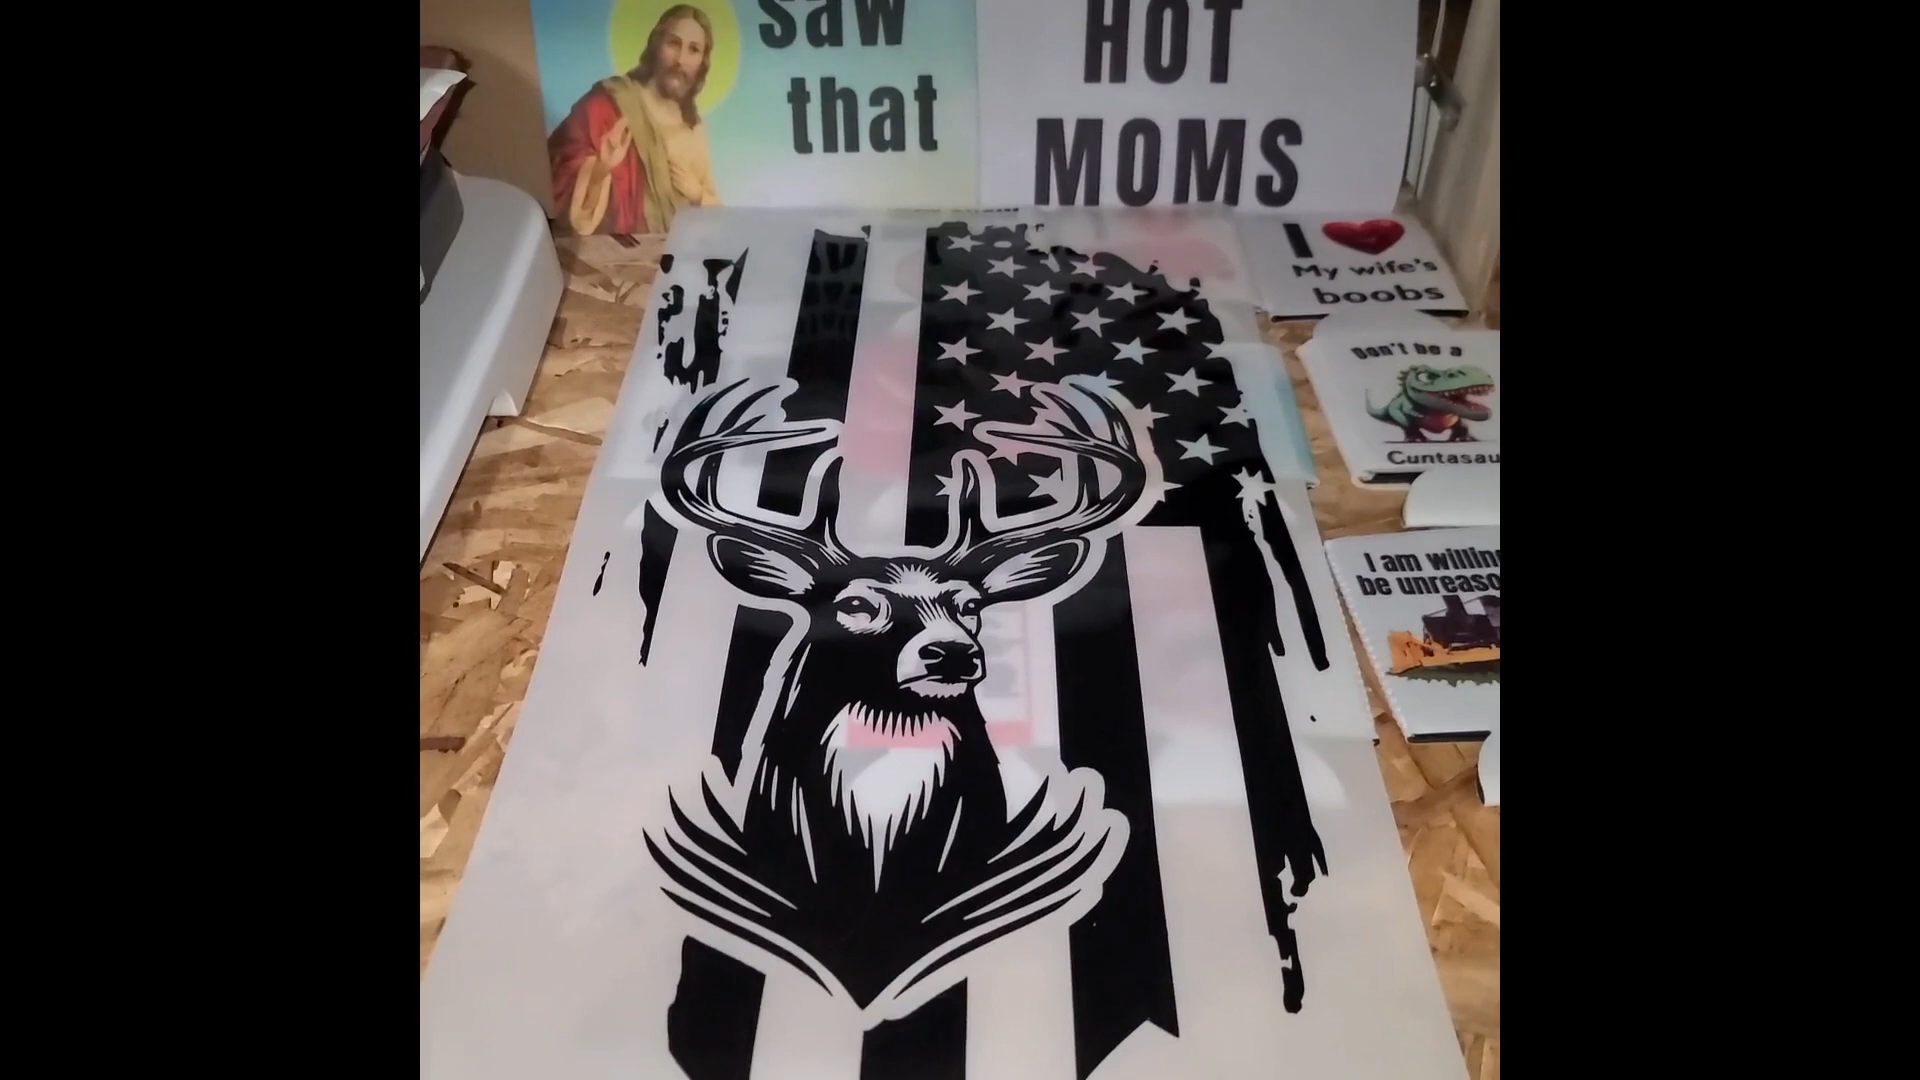 saw
that
HOT
MOMS
I
My wife's
boobs
Don't be a
Cuntasau
I am willin
be unreaso